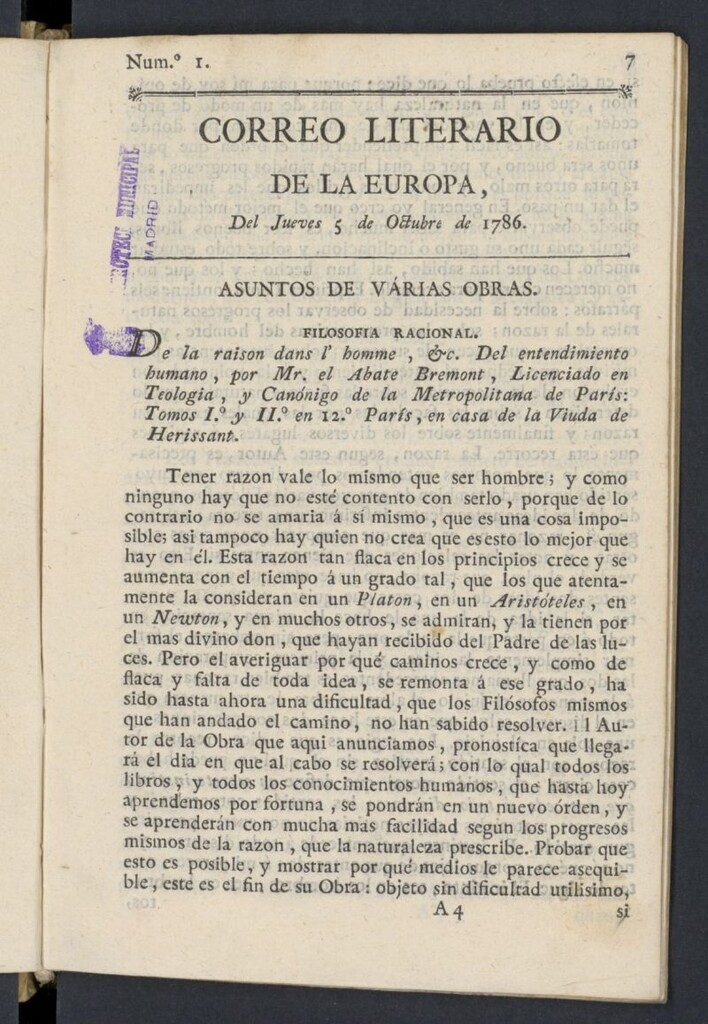 Num.º 1.
7
CORREO LITERARIO
DE LA EUROPA,
Del Jueves 5 de Octubre de 1786.
ASUNTOS DE VÁRIAS OBRAS.
FILOSOFIA RACIONAL.
De la raison dans l' homme, &c. Del entendimiento
humano, por Mr. el Abate Bremont, Licenciado en
Teologia, y Canónigo de la Metropolitana de París:
Tomos I.º y II.º en 12.º París, en casa de la Viuda de
Herissant.
Tener razon vale lo mismo que ser hombre; y como
ninguno hay que no esté contento con serlo, porque de lo
contrario no se amaria á sí mismo, que es una cosa impo-
sible; asi tampoco hay quien no crea que es esto lo mejor que
hay en él. Esta razon tan flaca en los principios crece y se
aumenta con el tiempo á un grado tal, que los que atenta-
mente la consideran en un Platon, en un Aristóteles, en
un Newton, y en muchos otros, se admiran, y la tienen por
el mas divino don, que hayan recibido del Padre de las lu-
ces. Pero el averiguar por qué caminos crece, y como de
flaca y falta de toda idea, se remonta á ese grado, ha
sido hasta ahora una dificultad, que los Filósofos mismos
que han andado el camino, no han sabido resolver. l Au-
tor de la Obra que aqui anunciamos, pronostíca que llega-
rá el dia en que al cabo se resolverá; con lo qual todos los
libros, y todos los conocimientos humanos, que hasta hoy
aprendemos por fortuna, se pondrán en un nuevo órden, y
se aprenderán con mucha mas facilidad segun los progresos
mismos de la razon, que la naturaleza prescribe. Probar que
esto es posible, y mostrar por qué medios le parece asequi-
ble, este es el fin de su Obra: objeto sin dificultad utilisimo,
A 4
si
OTECA MUNICIPAL
MADRID